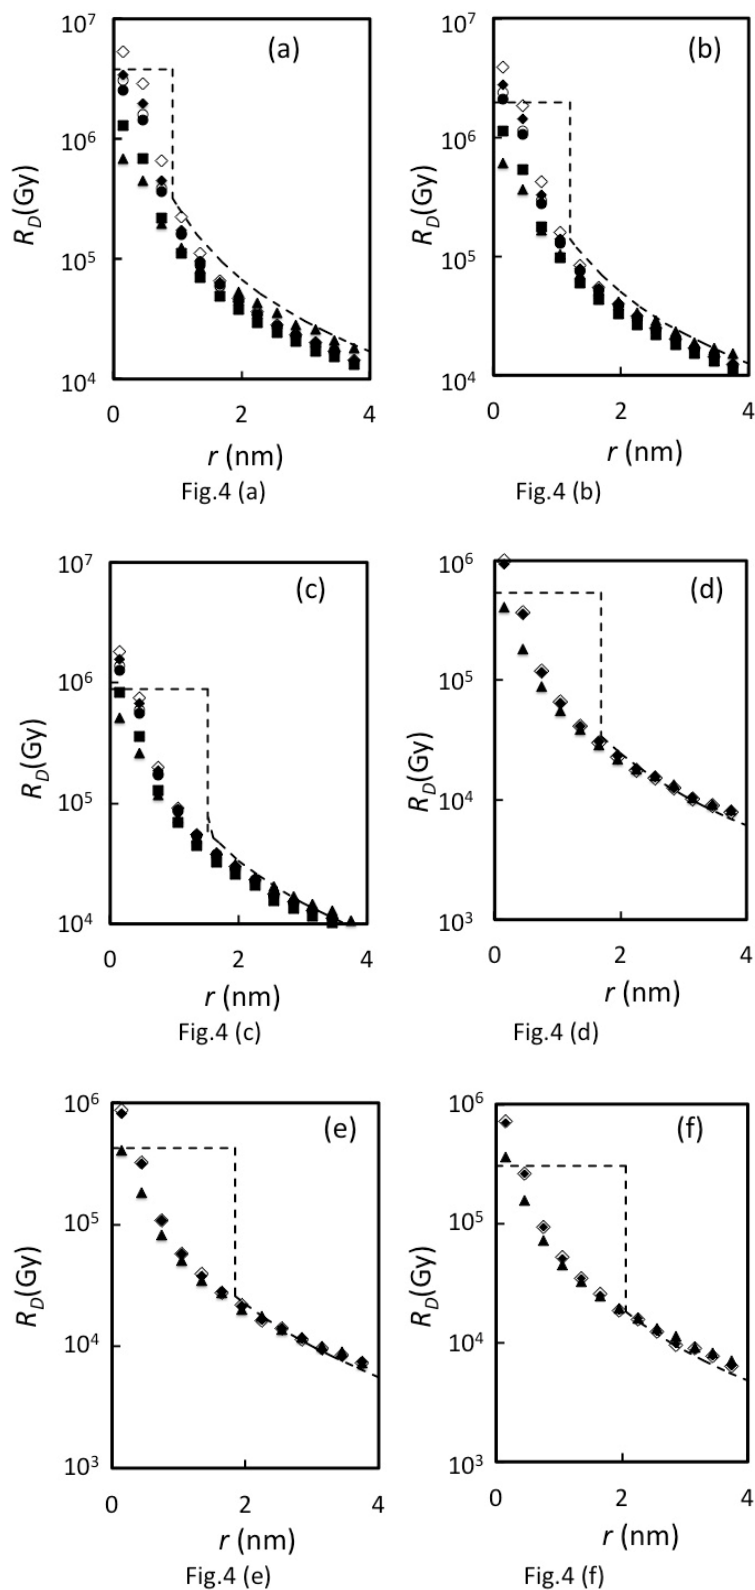 (a)
10⁷
10⁶
10⁵
10⁴
R_D(Gy)
0 2 4
r (nm)
Fig.4 (a)
(b)
10⁷
10⁶
10⁵
10⁴
R_D(Gy)
0 2 4
r (nm)
Fig.4 (b)
(c)
10⁷
10⁶
10⁵
10⁴
R_D(Gy)
0 2 4
r (nm)
Fig.4 (c)
(d)
10⁶
10⁵
10⁴
10³
R_D(Gy)
0 2 4
r (nm)
Fig.4 (d)
(e)
10⁶
10⁵
10⁴
10³
R_D(Gy)
0 2 4
r (nm)
Fig.4 (e)
(f)
10⁶
10⁵
10⁴
10³
R_D(Gy)
0 2 4
r (nm)
Fig.4 (f)